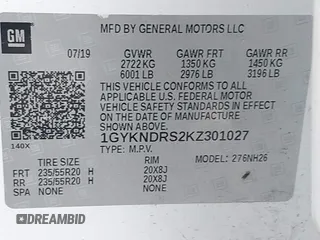 GM
MFD BY GENERAL MOTORS LLC
07/19 GVWR GAWR FRT GAWR RR
2722 KG 1350 KG 1450 KG
6001 LB 2976 LB 3196 LB
THIS VEHICLE CONFORMS TO ALL
APPLICABLE U.S. FEDERAL MOTOR
VEHICLE SAFETY STANDARDS IN EFFECT
ON THE DATE OF MANUFACTURE
SHOWN ABOVE.
140X
1GYKNDRS2KZ301027
TYPE: M.P.V. MODEL: 276NH26
RIM
FRT 235/55R20 H 20X8J
RR 235/55R20 H 20X8J
SPA NONE NONE
DREAMBID